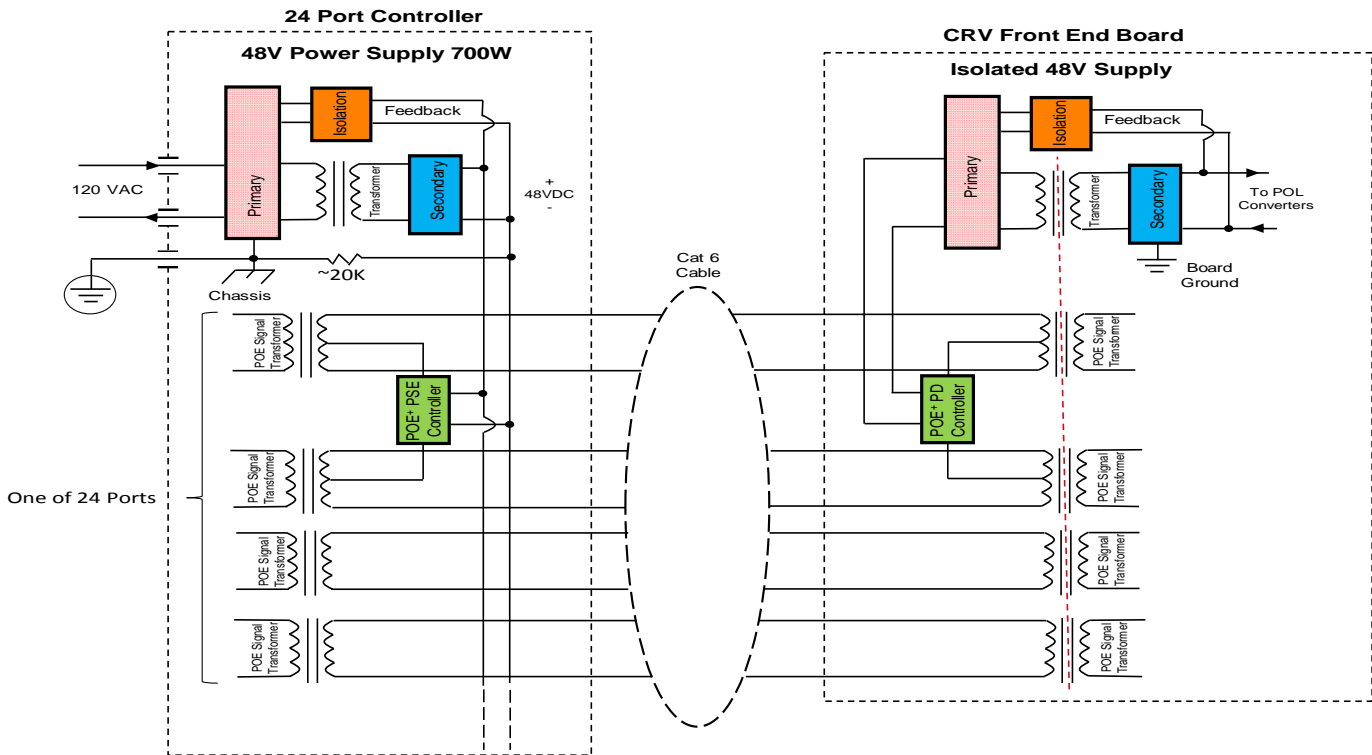 24 Port Controller
48V Power Supply 700W
Primary
Isolation
Feedback
Transformer
Secondary
+
48VDC
-
120 VAC
~20K
Chassis
POE Signal
Transformer
POE+ PSE
Controller
POE Signal
Transformer
One of 24 Ports
POE Signal
Transformer
POE Signal
Transformer
Cat 6
Cable
CRV Front End Board
Isolated 48V Supply
Primary
Isolation
Feedback
Transformer
Secondary
To POL
Converters
Board
Ground
POE Signal
Transformer
POE+ PD
Controller
POE Signal
Transformer
POE Signal
Transformer
POE Signal
Transformer